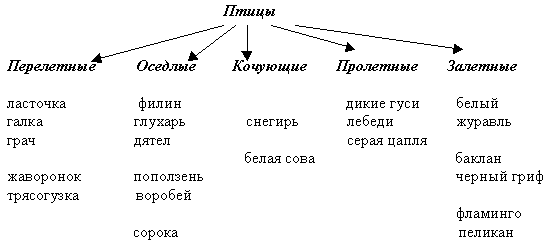 Птицы
Перелетные Оседлые Кочующие Пролетные Залетные
ласточка филин дикие гуси белый
галка глухарь снегирь лебеди журавль
грач дятел серая цапля
белая сова баклан
жаворонок поползень черный гриф
трясогузка воробей
фламинго
сорока пеликан